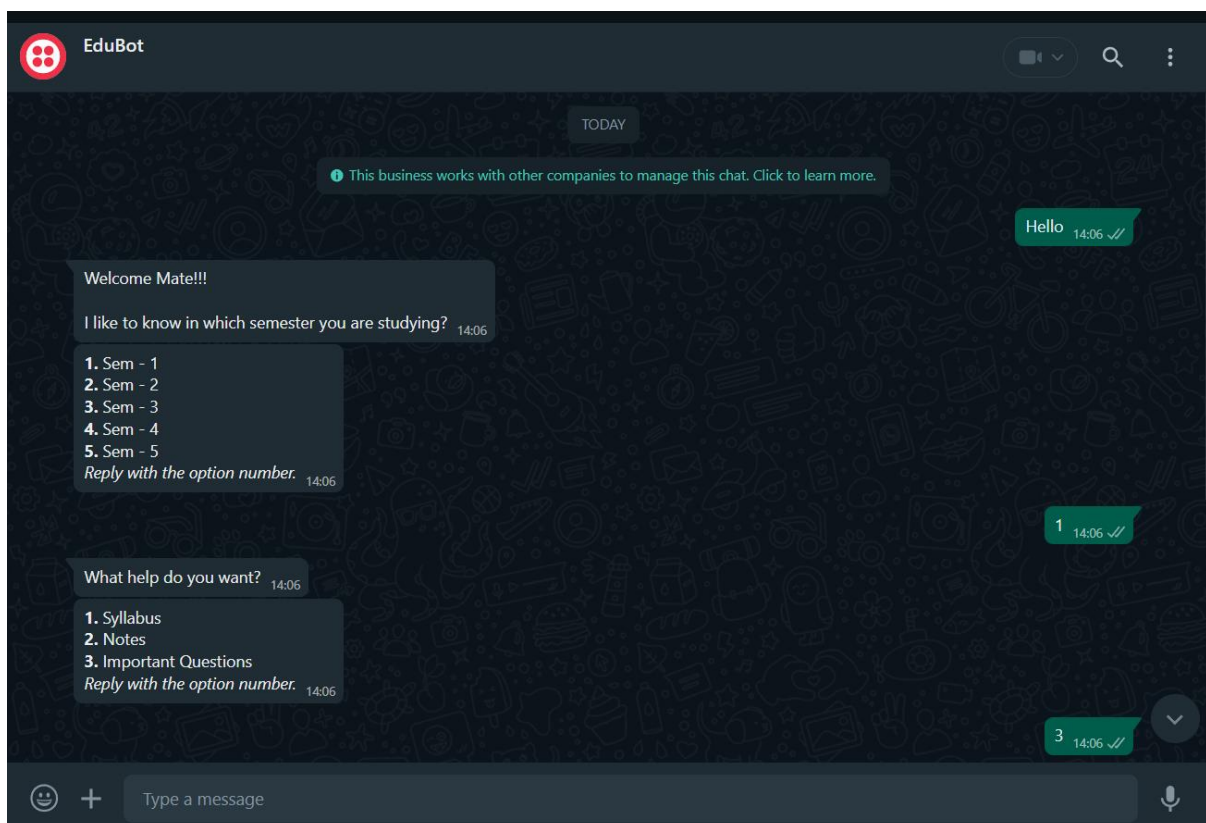 EduBot
TODAY
This business works with other companies to manage this chat. Click to learn more.
Hello 14:06
Welcome Mate!!!
I like to know in which semester you are studying? 14:06
1. Sem - 1
2. Sem - 2
3. Sem - 3
4. Sem - 4
5. Sem - 5
Reply with the option number. 14:06
1 14:06
What help do you want? 14:06
1. Syllabus
2. Notes
3. Important Questions
Reply with the option number. 14:06
3 14:06
Type a message